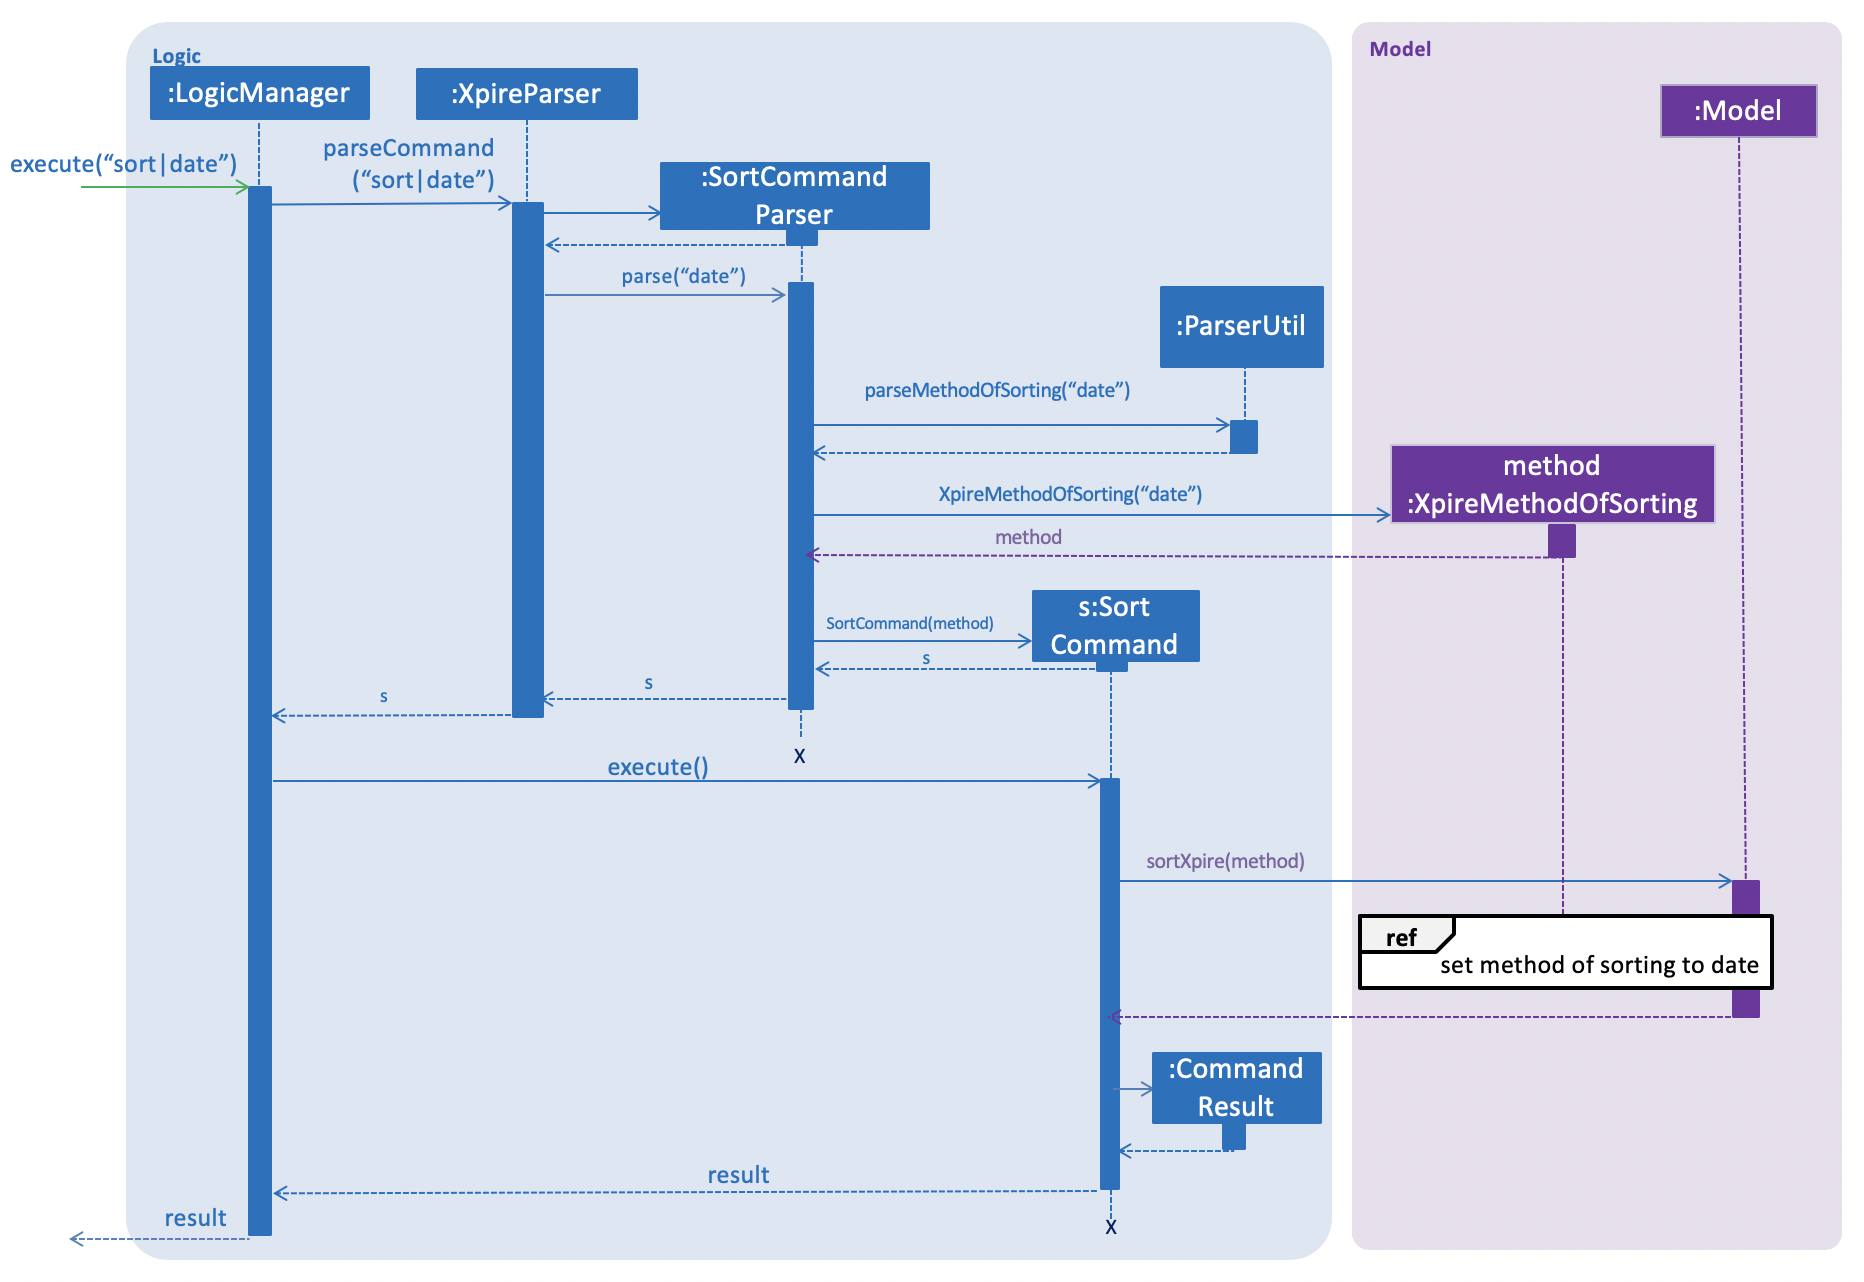 Logic
Model
:LogicManager
:XpireParser
:Model
execute(“sort|date”)
parseCommand
(“sort|date”)
:SortCommand
Parser
parse(“date”)
:ParserUtil
parseMethodOfSorting(“date”)
method
:XpireMethodOfSorting
XpireMethodOfSorting(“date”)
method
s:Sort
Command
SortCommand(method)
s
s
s
X
execute()
sortXpire(method)
ref
set method of sorting to date
:Command
Result
result
result
X